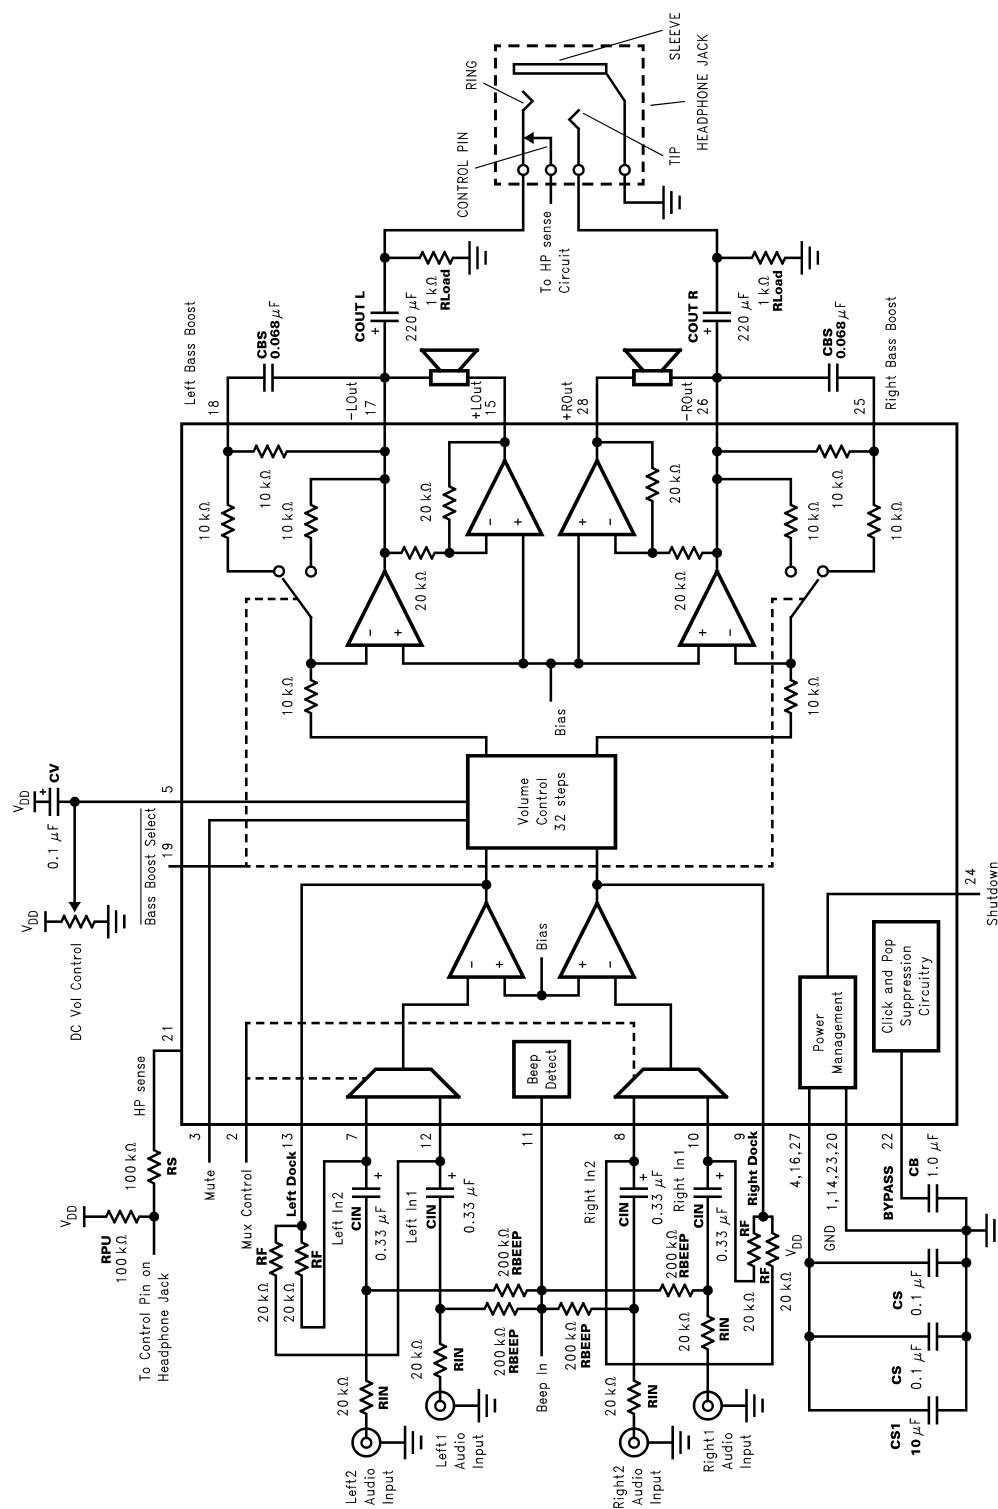 To Control Pin on
Headphone Jack
V_DD
RPU
100 kΩ
100 kΩ
RS
HP sense
21
DC Vol Control
V_DD
V_DD
+ CV
0.1 µF
Bass Boost Select
19
5
Left Bass Boost
18
CBS
0.068 µF
10 kΩ
10 kΩ
10 kΩ
10 kΩ
−LOut
17
COUT L
+
220 µF
1 kΩ
RLoad
+LOut
15
20 kΩ
20 kΩ
−
+
−
+
Mute
3
Mux Control
2
13
Left Dock
RF
20 kΩ
20 kΩ
RF
Left In2
7
CIN
+
0.33 µF
Left In1
12
CIN
+
0.33 µF
20 kΩ
RIN
Left2
Audio
Input
20 kΩ
RIN
Left1
Audio
Input
200 kΩ
RBEEP
200 kΩ
RBEEP
Beep In
11
Beep
Detect
200 kΩ
RBEEP
200 kΩ
RBEEP
−
+
Bias
+
−
Volume
Control
32 steps
Bias
Right In2
8
CIN
+
0.33 µF
Right In1
10
CIN
+
0.33 µF
9
Right Dock
RF
20 kΩ
RF
20 kΩ
20 kΩ
RIN
Right2
Audio
Input
20 kΩ
RIN
Right1
Audio
Input
+ROut
28
+
−
20 kΩ
20 kΩ
+
−
−ROut
26
COUT R
+
220 µF
1 kΩ
RLoad
10 kΩ
10 kΩ
10 kΩ
10 kΩ
CBS
0.068 µF
25
Right Bass Boost
RING
CONTROL PIN
To HP sense
Circuit
TIP
SLEEVE
HEADPHONE JACK
V_DD
4,16,27
GND
1,14,23,20
Power
Management
22
BYPASS
CB
1.0 µF
Click and Pop
Suppression
Circuitry
24
Shutdown
CS
0.1 µF
CS
0.1 µF
CS1
10 µF